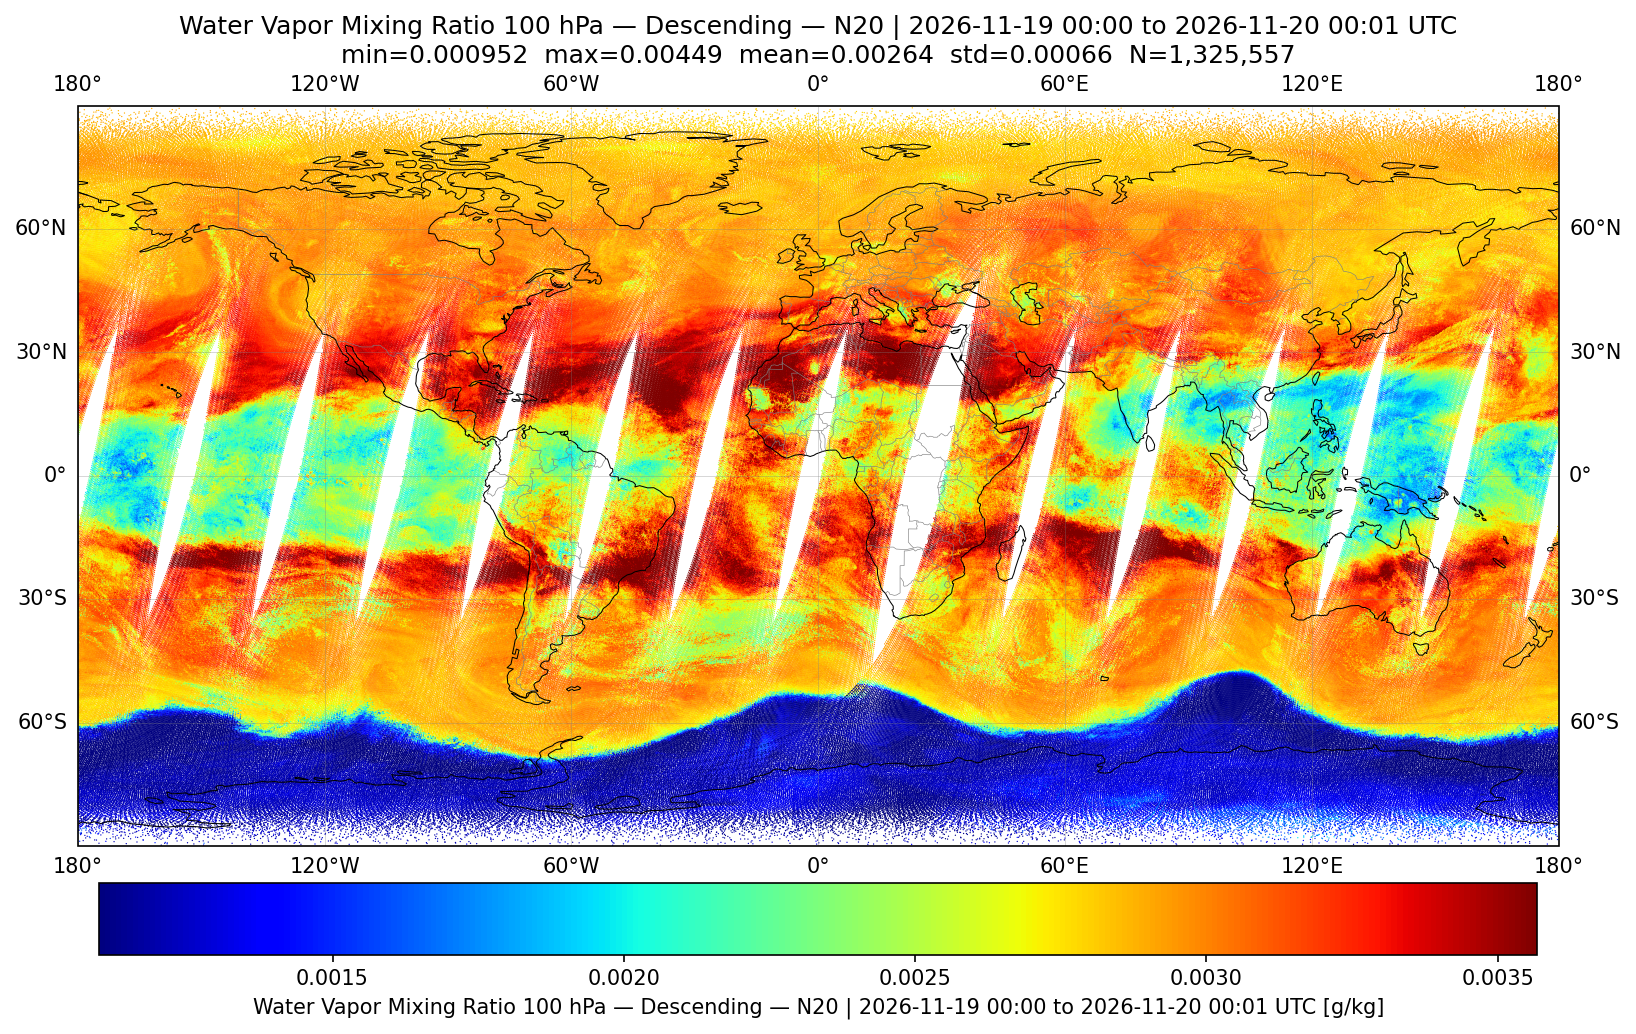 Water Vapor Mixing Ratio 100 hPa — Descending — N20 | 2026-11-19 00:00 to 2026-11-20 00:01 UTC
min=0.000952 max=0.00449 mean=0.00264 std=0.00066 N=1,325,557
180° 120°W 60°W 0° 60°E 120°E 180°
60°N 60°N
30°N 30°N
0° 0°
30°S 30°S
60°S 60°S
180° 120°W 60°W 0° 60°E 120°E 180°
0.0015 0.0020 0.0025 0.0030 0.0035
Water Vapor Mixing Ratio 100 hPa — Descending — N20 | 2026-11-19 00:00 to 2026-11-20 00:01 UTC [g/kg]